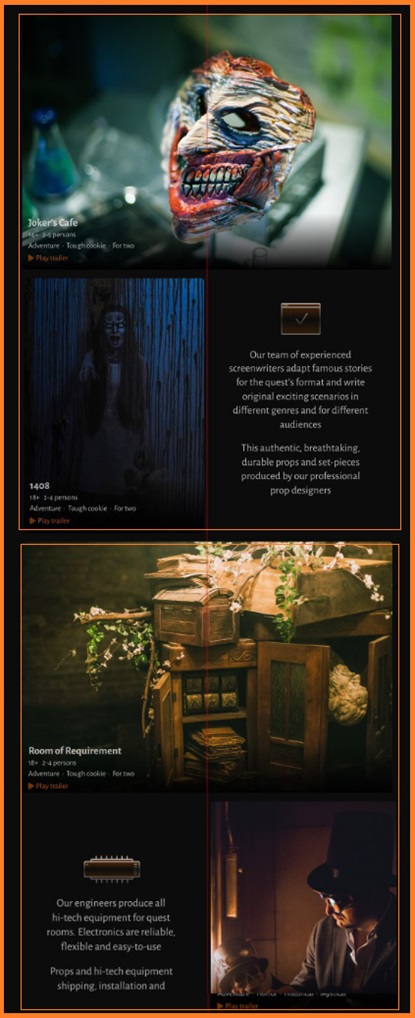 Joker's Cafe
16+ 2-5 persons
Adventure · Tough cookie · For two
Play trailer
1408
18+ 2-4 persons
Adventure · Tough cookie · For two
Play trailer
Our team of experienced
screenwriters adapt famous stories
for the quest's format and write
original exciting scenarios in
different genres and for different
audiences
This authentic, breathtaking,
durable props and set-pieces
produced by our professional
prop designers
Room of Requirement
18+ 2-4 persons
Adventure · Tough cookie · For two
Play trailer
Our engineers produce all
hi-tech equipment for quest
rooms. Electronics are reliable,
flexible and easy-to-use
Props and hi-tech equipment
shipping, installation and
Adventure · Horror · Historical · Mystical
Play trailer